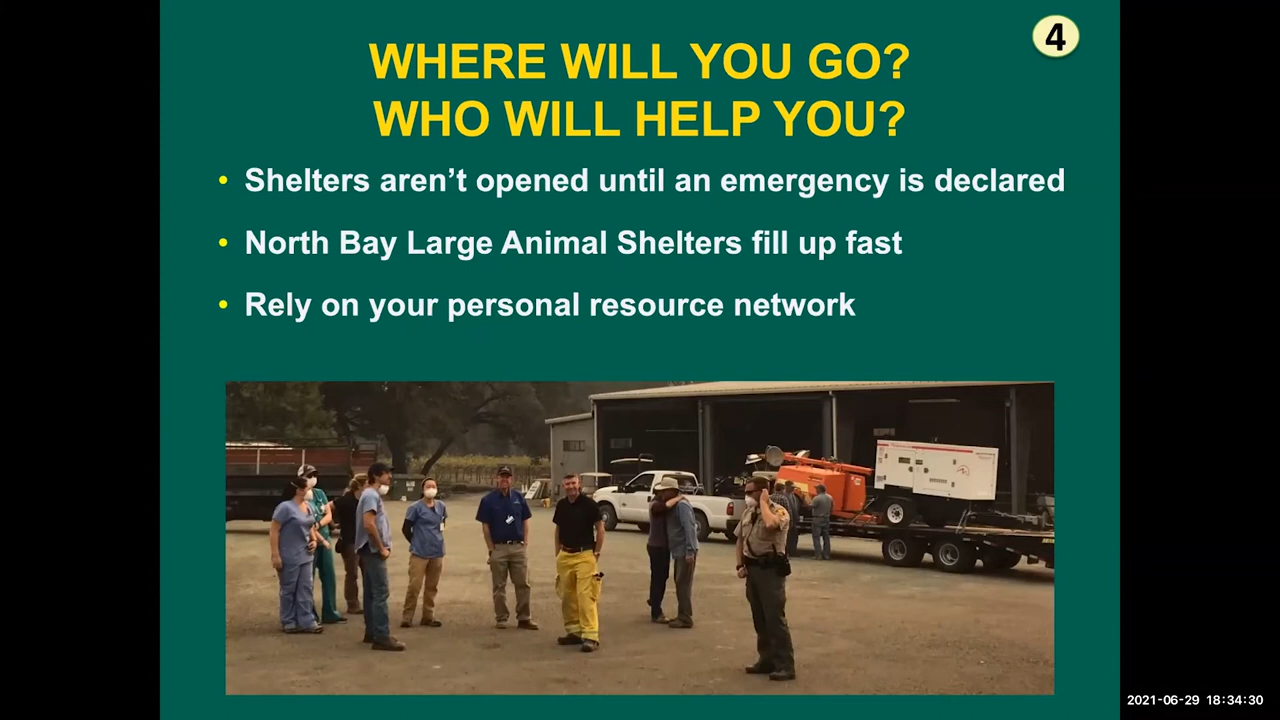 4
WHERE WILL YOU GO?
WHO WILL HELP YOU?
• Shelters aren’t opened until an emergency is declared
• North Bay Large Animal Shelters fill up fast
• Rely on your personal resource network
2021-06-29 18:34:30